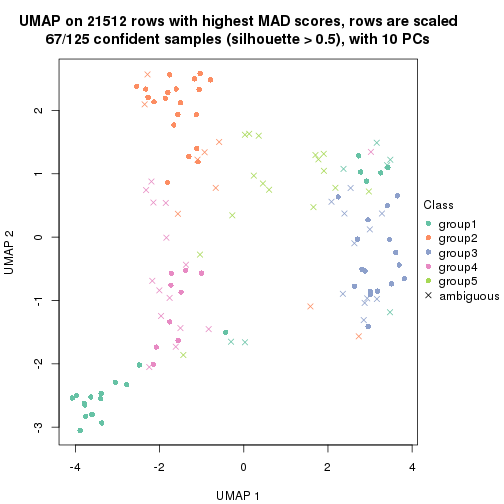 UMAP on 21512 rows with highest MAD scores, rows are scaled
67/125 confident samples (silhouette > 0.5), with 10 PCs
UMAP 2
2
1
0
-1
-2
-3
-4
-2
0
2
4
UMAP 1
Class
group1
group2
group3
group4
group5
ambiguous